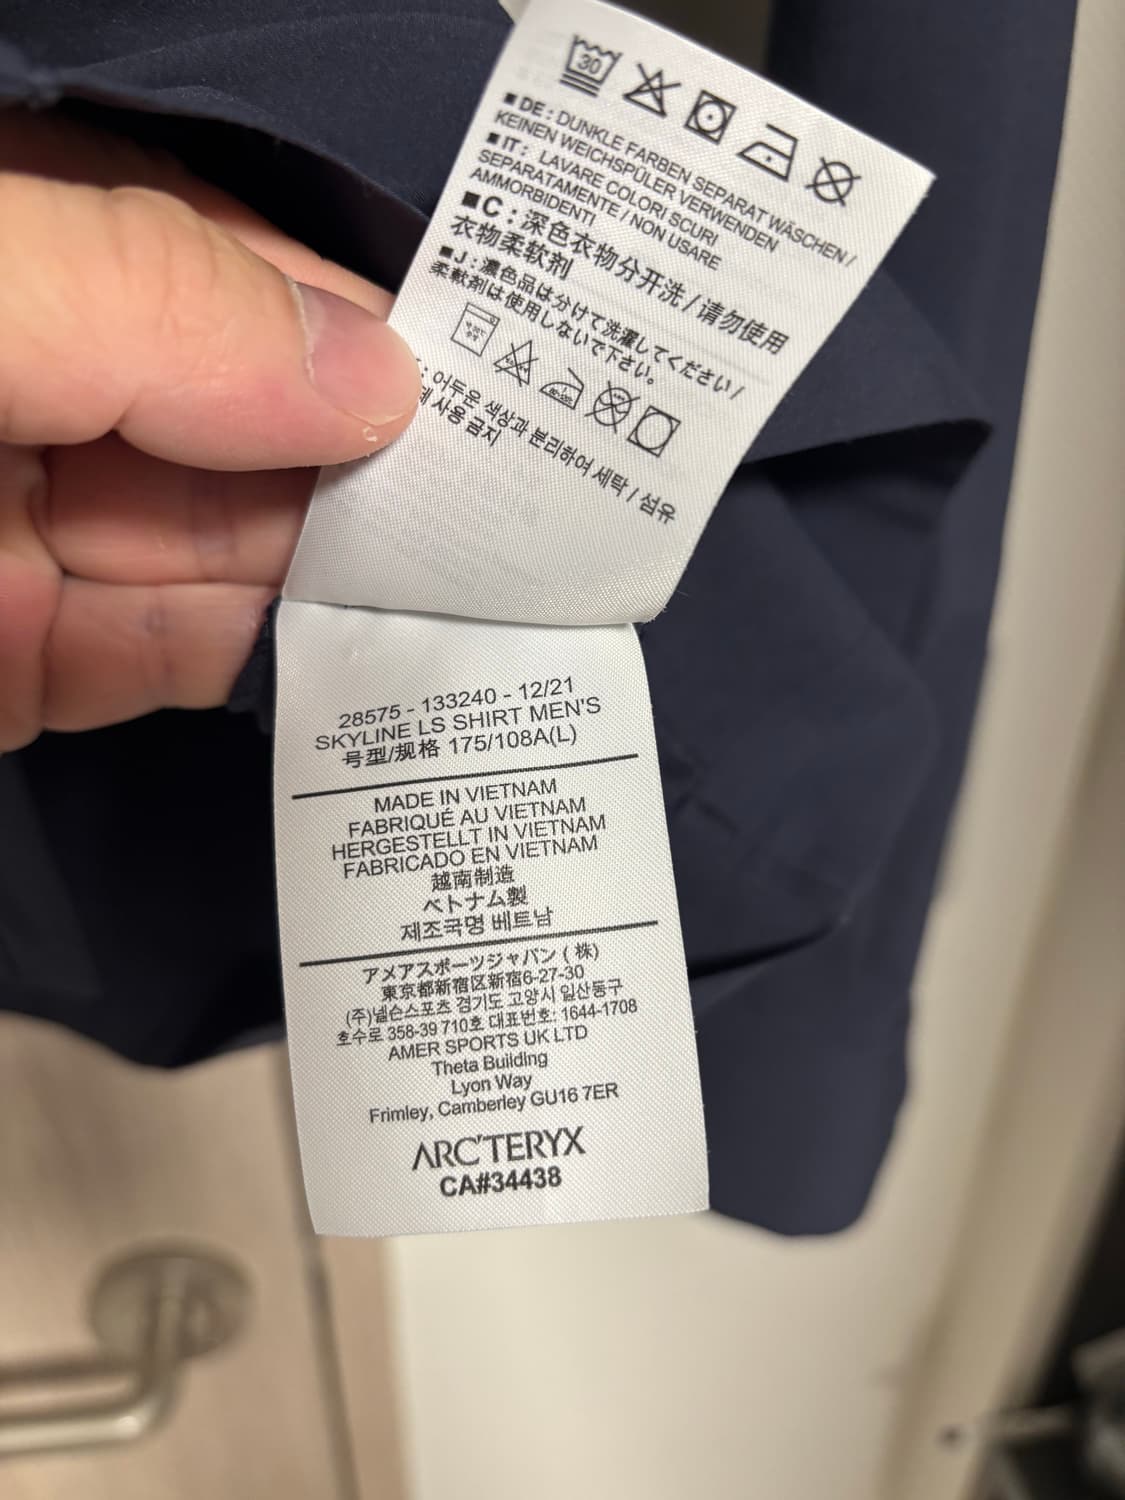 30
■ DE : DUNKLE FARBEN SEPARAT WÄSCHEN /
KEINEN WEICHSPÜLER VERWENDEN
■ IT : LAVARE COLORI SCURI
SEPARATAMENTE / NON USARE
AMMORBIDENTI
■ C : 深色衣物分开洗 / 请勿使用
衣物柔软剂
■ J : 濃色品は分けて洗濯してください /
柔軟剤は使用しないで下さい。
: 어두운 색상과 분리하여 세탁 / 섬유
사용 금지
28575 - 133240 - 12/21
SKYLINE LS SHIRT MEN'S
号型/规格 175/108A(L)
MADE IN VIETNAM
FABRIQUÉ AU VIETNAM
HERGESTELLT IN VIETNAM
FABRICADO EN VIETNAM
越南制造
ベトナム製
제조국명 베트남
アメアスポーツジャパン ( 株)
東京都新宿区新宿6-27-30
(주)넬슨스포츠 경기도 고양시 일산동구
호수로 358-39 710호 대표번호: 1644-1708
AMER SPORTS UK LTD
Theta Building
Lyon Way
Frimley, Camberley GU16 7ER
ARC'TERYX
CA#34438